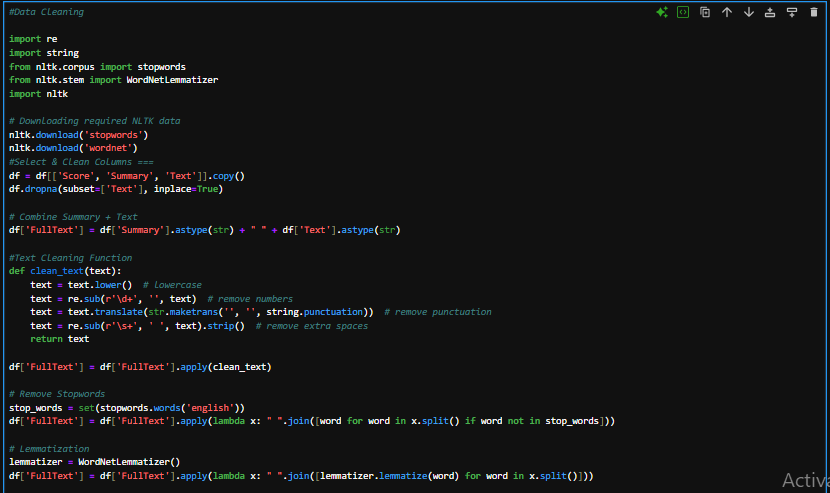 #Data Cleaning
import re
import string
from nltk.corpus import stopwords
from nltk.stem import WordNetLemmatizer
import nltk
# Downloading required NLTK data
nltk.download('stopwords')
nltk.download('wordnet')
#Select & Clean Columns ===
df = df[['Score', 'Summary', 'Text']].copy()
df.dropna(subset=['Text'], inplace=True)
# Combine Summary + Text
df['FullText'] = df['Summary'].astype(str) + " " + df['Text'].astype(str)
#Text Cleaning Function
def clean_text(text):
    text = text.lower()  # lowercase
    text = re.sub(r'\d+', '', text)  # remove numbers
    text = text.translate(str.maketrans('', '', string.punctuation))  # remove punctuation
    text = re.sub(r'\s+', ' ', text).strip()  # remove extra spaces
    return text
df['FullText'] = df['FullText'].apply(clean_text)
# Remove Stopwords
stop_words = set(stopwords.words('english'))
df['FullText'] = df['FullText'].apply(lambda x: " ".join([word for word in x.split() if word not in stop_words]))
# Lemmatization
lemmatizer = WordNetLemmatizer()
df['FullText'] = df['FullText'].apply(lambda x: " ".join([lemmatizer.lemmatize(word) for word in x.split()]))
Activa